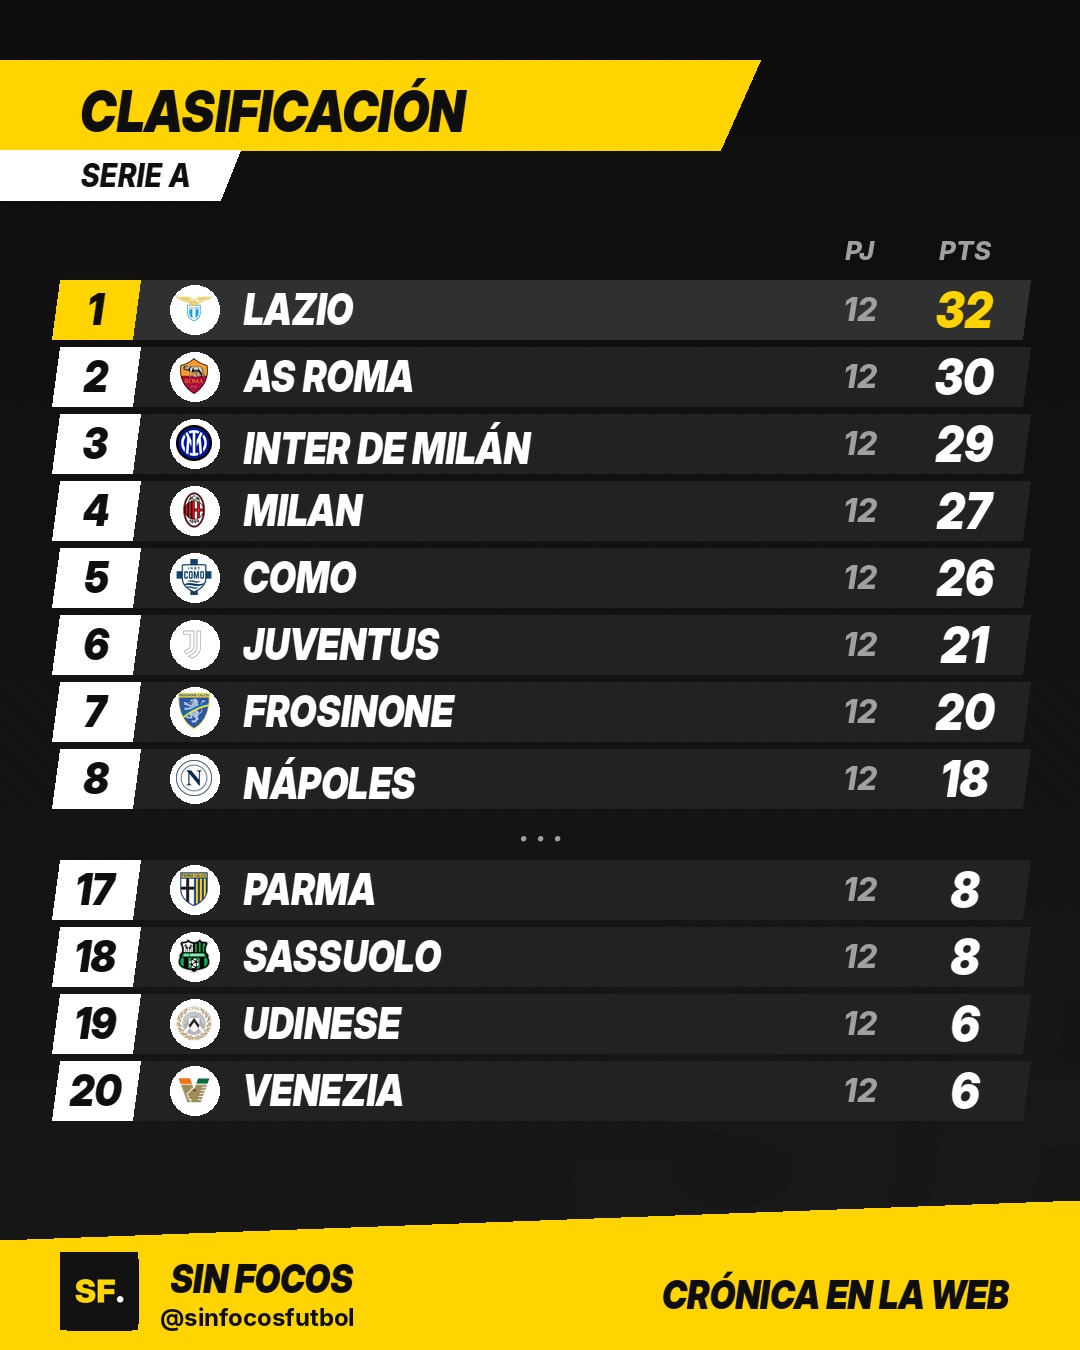 CLASIFICACIÓN
SERIE A
PJ PTS
1 LAZIO 12 32
2 AS ROMA 12 30
3 INTER DE MILÁN 12 29
4 MILAN 12 27
5 COMO 12 26
6 JUVENTUS 12 21
7 FROSINONE 12 20
8 NÁPOLES 12 18
...
17 PARMA 12 8
18 SASSUOLO 12 8
19 UDINESE 12 6
20 VENEZIA 12 6
SF. SIN FOCOS
@sinfocosfutbol
CRÓNICA EN LA WEB